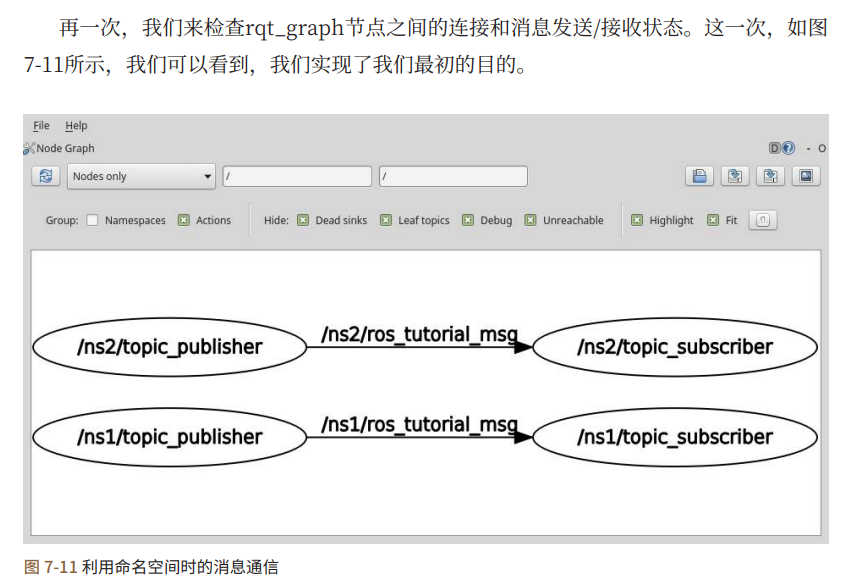 再一次，我们来检查rqt_graph节点之间的连接和消息发送/接收状态。这一次，如图
7-11所示，我们可以看到，我们实现了我们最初的目的。
File Help
Node Graph
D ? - O
Nodes only / /
Group: Namespaces Actions Hide: Dead sinks Leaf topics Debug Unreachable Highlight Fit
/ns2/topic_publisher /ns2/ros_tutorial_msg /ns2/topic_subscriber
/ns1/topic_publisher /ns1/ros_tutorial_msg /ns1/topic_subscriber
图 7-11 利用命名空间时的消息通信